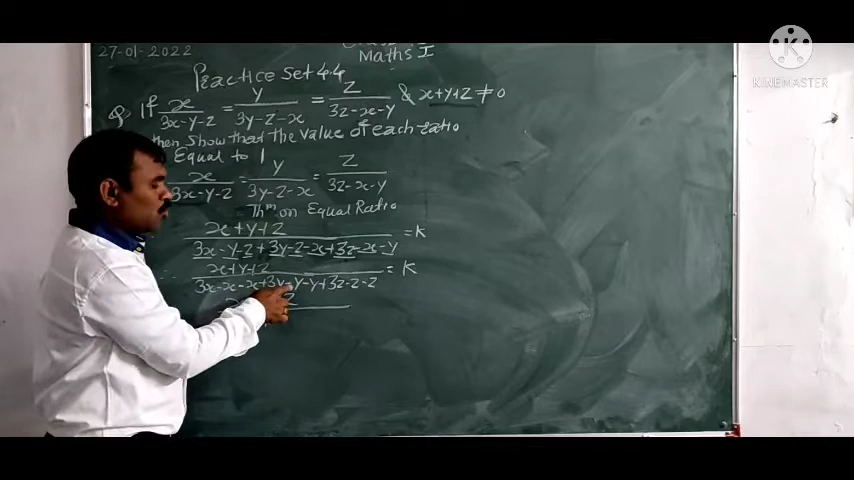 27-01-2022
Maths I
KINEMASTER
Practice Set 4.4
Q. 1 If x/(3x-y-z) = y/(3y-z-x) = z/(3z-x-y) & x+y+z ≠ 0
then show that the value of each ratio
Equal to 1
x/(3x-y-z) = y/(3y-z-x) = z/(3z-x-y)
Thm on Equal Ratio
(x+y+z)/(3x-y-z+3y-z-x+3z-x-y) = K
(x+y+z)/(3x-x-x+3y-y-y+3z-z-z) = K